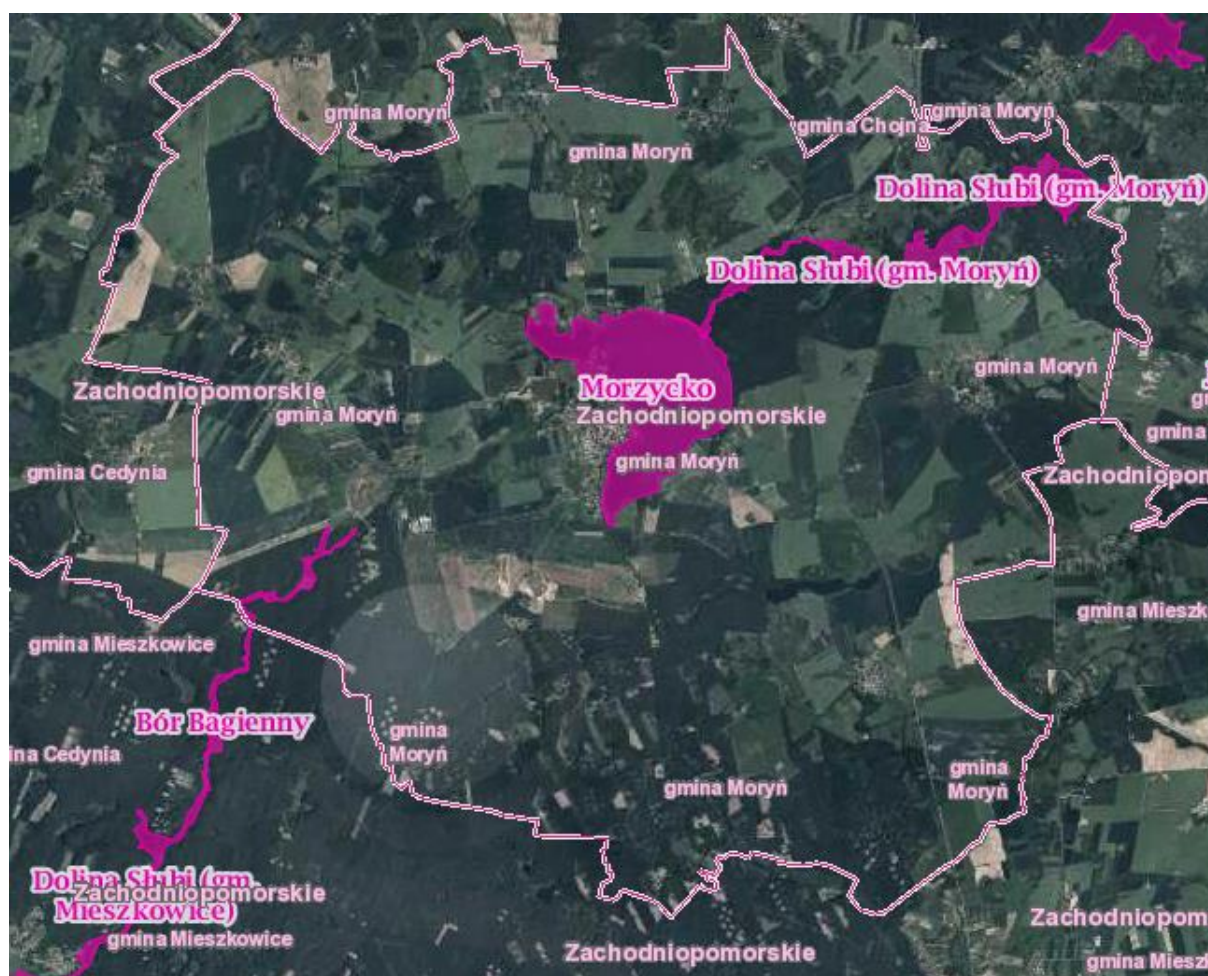 gmina Moryń
gmina Moryń
gmina Chojna
gmina Moryń
Dolina Słubi (gm. Moryń)
Dolina Słubi (gm. Moryń)
gmina Moryń
Zachodniopomorskie
Morzycko
gmina Moryń
Zachodniopomorskie
gmina
gmina Cedynia
gmina Moryń
Zachodniopom
gmina Mieszk
gmina Mieszkowice
Bór Bagienny
gmina
Moryń
ina Cedynia
gmina
Moryń
gmina Moryń
Dolina Słubi (gm.
Mieszkowice)
Zachodniopomorskie
gmina Mieszkowice
Zachodniopom
Zachodniopomorskie
gmina Miesz